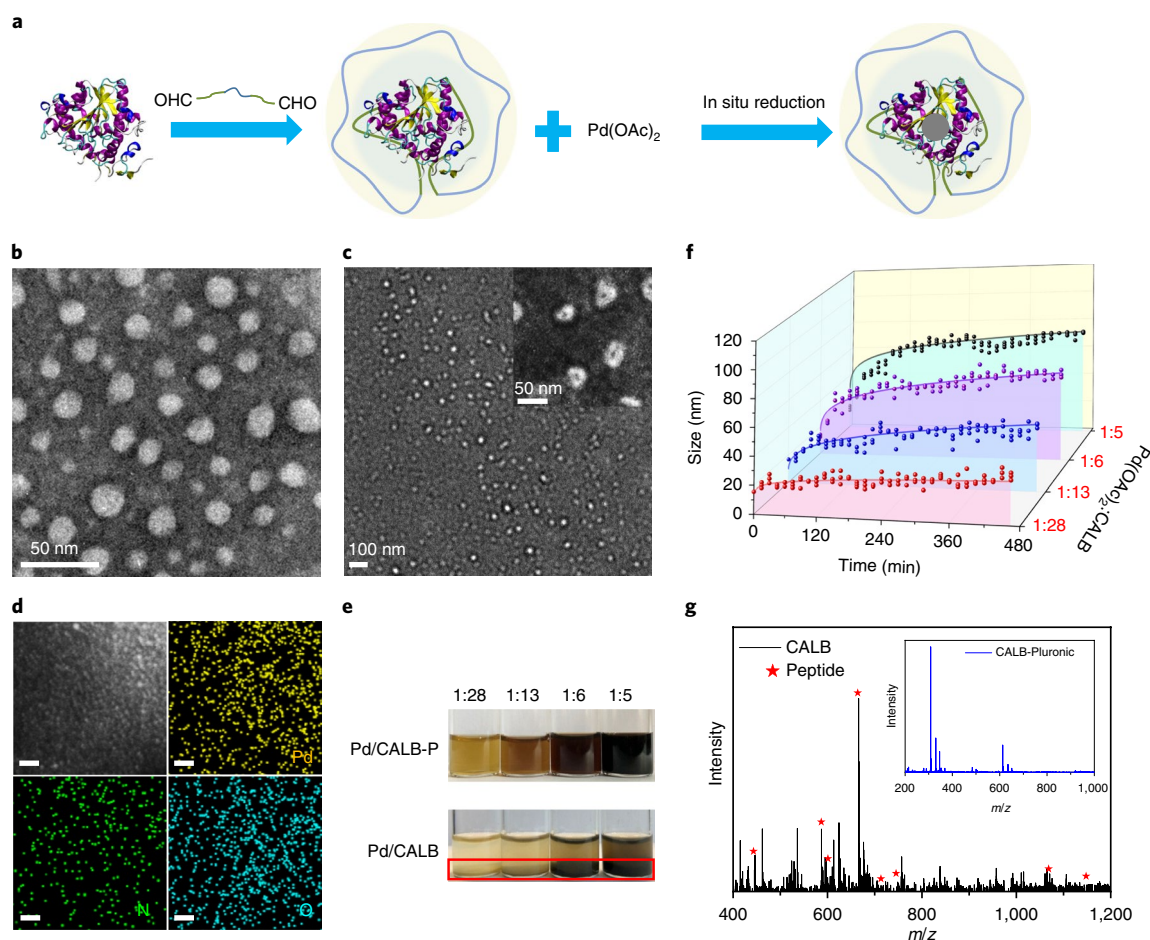 a
OHC
CHO
Pd(OAc)2
In situ reduction
b
50 nm
c
50 nm
100 nm
f
120
100
80
60
40
20
0
Size (nm)
0
120
240
360
480
Time (min)
1:5
1:6
1:13
1:28
Pd(OAc)2:CALB
d
Pd
N
O
e
1:28 1:13 1:6 1:5
Pd/CALB-P
Pd/CALB
g
CALB
Peptide
Intensity
400 600 800 1,000 1,200
m/z
CALB-Pluronic
Intensity
200 400 600 800 1,000
m/z